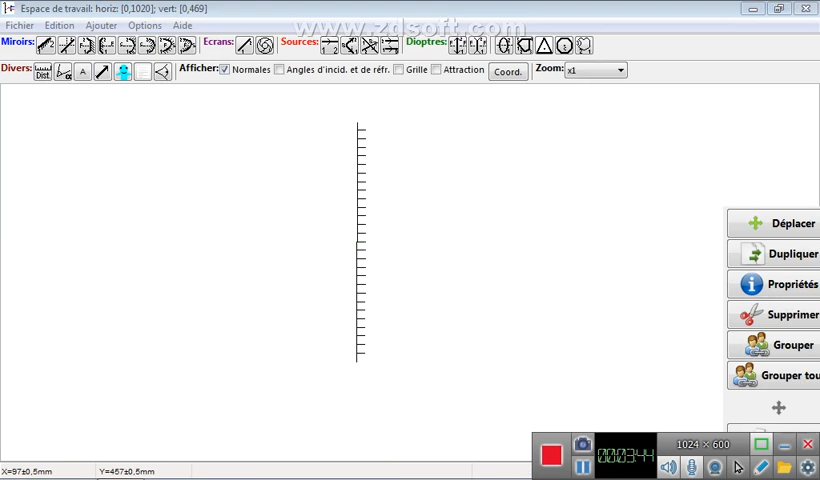 Espace de travail: horiz: [0,1020]; vert: [0,469]
www.zdsoft.com
Fichier Edition Ajouter Options Aide
Miroirs: Ecrans: Sources: Dioptres:
Divers: Dist. α A Afficher: Normales Angles d'incid. et de réfr. Grille Attraction Coord. Zoom: x1
Déplacer
Dupliquer
Propriétés
Supprimer
Grouper
Grouper tou
1024 × 600
00:03:44
X=97±0,5mm Y=457±0,5mm